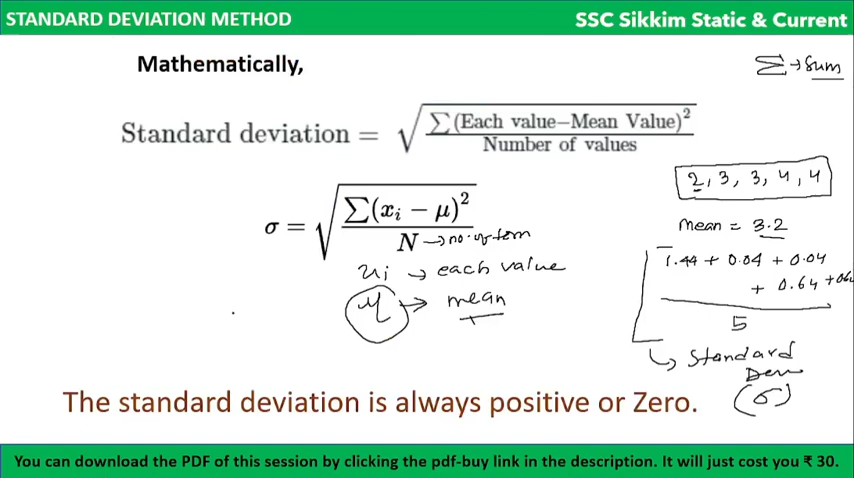 STANDARD DEVIATION METHOD
SSC Sikkim Static & Current
Mathematically,
Σ → sum
Standard deviation = √(∑(Each value−Mean Value)² / Number of values)
2, 3, 3, 4, 4
σ = √(∑(xᵢ − μ)² / N)
N → no. of term
xi → each value
μ → mean
mean = 3.2
1.44 + 0.04 + 0.04
+ 0.64 +
5
↳ Standard
(σ)
The standard deviation is always positive or Zero.
You can download the PDF of this session by clicking the pdf-buy link in the description. It will just cost you ₹ 30.